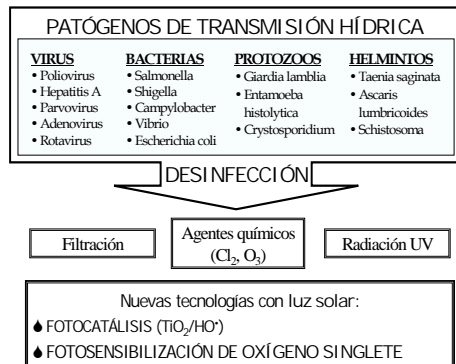 PATÓGENOS DE TRANSMISIÓN HÍDRICA
VIRUS
• Poliovirus
• Hepatitis A
• Parvovirus
• Adenovirus
• Rotavirus
BACTERIAS
• Salmonella
• Shigella
• Campylobacter
• Vibrio
• Escherichia coli
PROTOZOOS
• Giardia lamblia
• Entamoeba
histolytica
• Crystosporidium
HELMINTOS
• Taenia saginata
• Ascaris
lumbricoides
• Schistosoma
DESINFECCIÓN
Filtración
Agentes químicos
(Cl₂, O₃)
Radiación UV
Nuevas tecnologías con luz solar:
FOTOCATÁLISIS (TiO₂/HO•)
FOTOSENSIBILIZACIÓN DE OXÍGENO SINGLETE